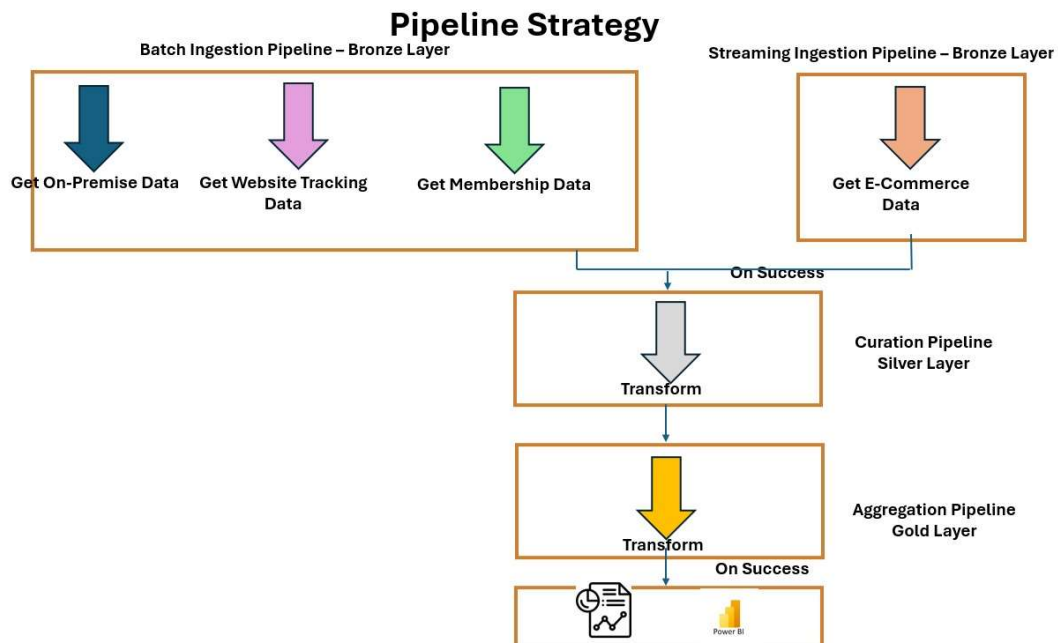 Pipeline Strategy
Batch Ingestion Pipeline – Bronze Layer
Streaming Ingestion Pipeline – Bronze Layer
Get On-Premise Data
Get Website Tracking
Data
Get Membership Data
Get E-Commerce
Data
On Success
Transform
Curation Pipeline
Silver Layer
Transform
Aggregation Pipeline
Gold Layer
On Success
Power BI